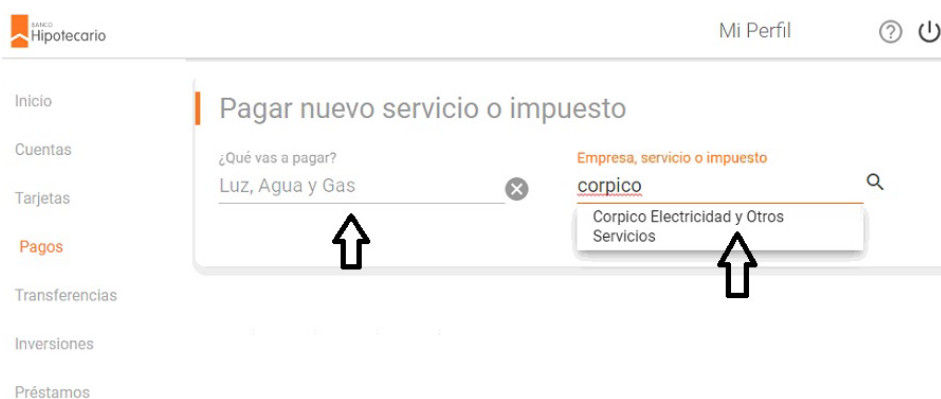 BANCO
Hipotecario
Mi Perfil
Inicio
Cuentas
Tarjetas
Pagos
Transferencias
Inversiones
Préstamos
Pagar nuevo servicio o impuesto
¿Qué vas a pagar?
Luz, Agua y Gas
Empresa, servicio o impuesto
corpico
Corpico Electricidad y Otros
Servicios